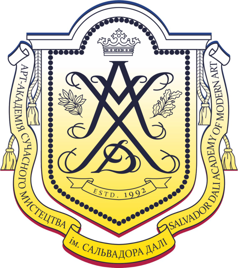 АРТ-АКАДЕМІЯ СУЧАСНОГО МИСТЕЦТВА
ім. САЛЬВАДОРА ДАЛІ
SALVADOR DALI ACADEMY OF MODERN ART
ESTD. 1992